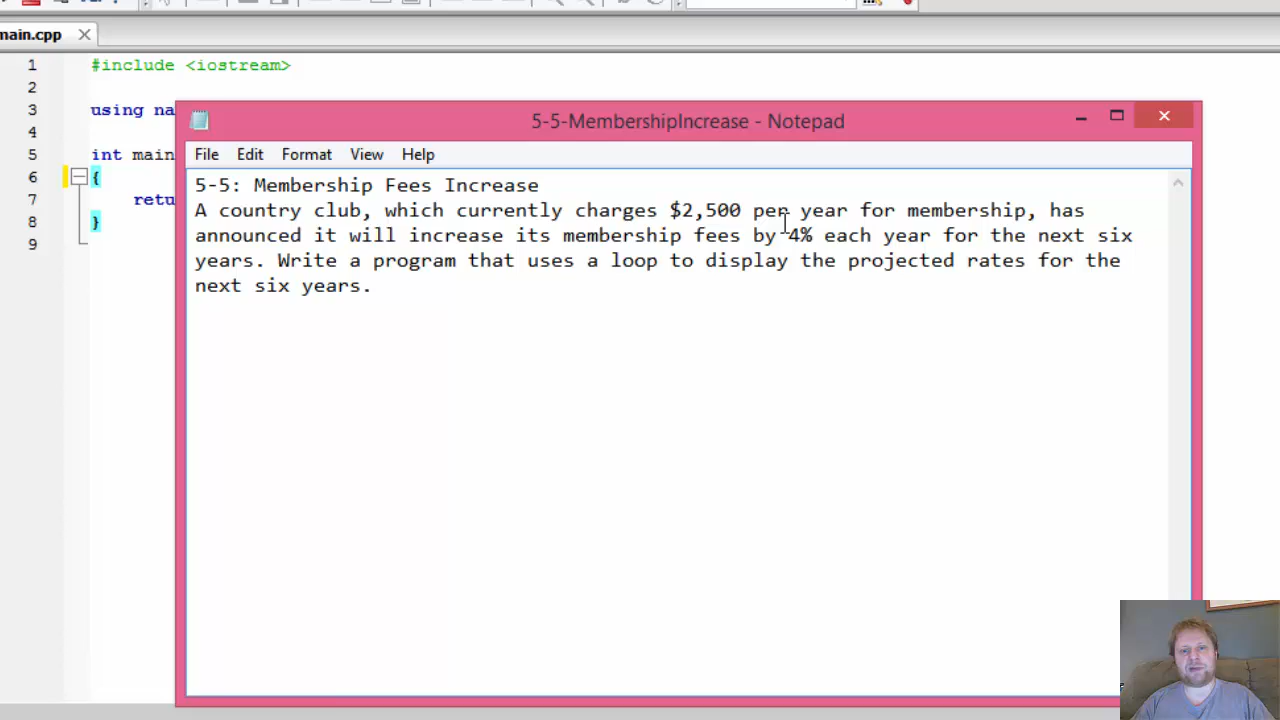 main.cpp
1 #include <iostream>
2
3 using na
4
5 int main
6 {
7 retu
8 }
9
5-5-MembershipIncrease - Notepad
File Edit Format View Help
5-5: Membership Fees Increase
A country club, which currently charges $2,500 per year for membership, has
announced it will increase its membership fees by 4% each year for the next six
years. Write a program that uses a loop to display the projected rates for the
next six years.